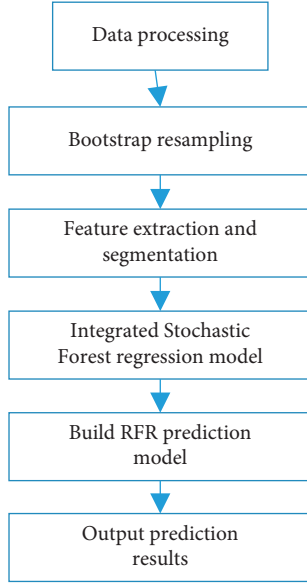 Data processing
Bootstrap resampling
Feature extraction and
segmentation
Integrated Stochastic
Forest regression model
Build RFR prediction
model
Output prediction
results